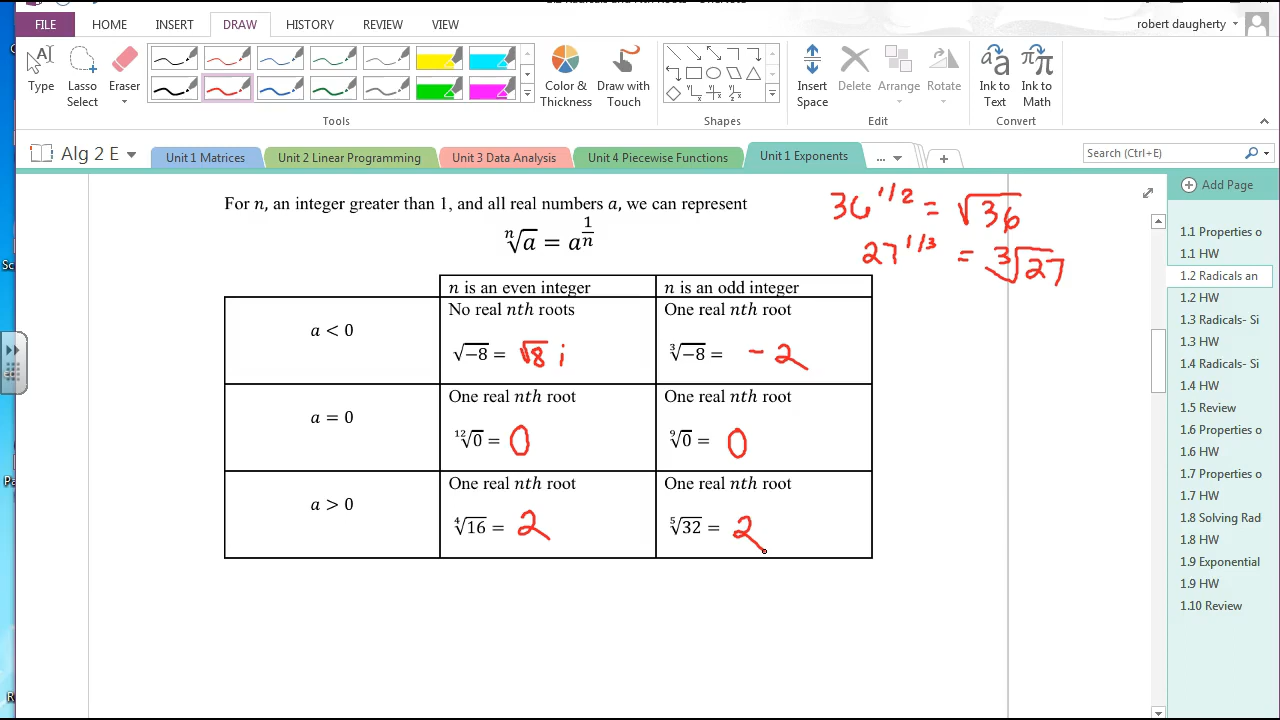 FILE HOME INSERT DRAW HISTORY REVIEW VIEW robert daugherty
Type Lasso Select Eraser Color & Thickness Draw with Touch Insert Space Delete Arrange Rotate Ink to Text Ink to Math
Tools Shapes Edit Convert
Alg 2 E Unit 1 Matrices Unit 2 Linear Programming Unit 3 Data Analysis Unit 4 Piecewise Functions Unit 1 Exponents ... Search (Ctrl+E)
For n, an integer greater than 1, and all real numbers a, we can represent
ⁿ√a = a^(1/n)
36^(1/2) = √36
27^(1/3) = ³√27
n is an even integer n is an odd integer
a < 0
No real nth roots
√−8 = √8 i
One real nth root
³√−8 = −2
a = 0
One real nth root
¹²√0 = 0
One real nth root
⁹√0 = 0
a > 0
One real nth root
⁴√16 = 2
One real nth root
⁵√32 = 2
Add Page
1.1 Properties o
1.1 HW
1.2 Radicals an
1.2 HW
1.3 Radicals- Si
1.3 HW
1.4 Radicals- Si
1.4 HW
1.5 Review
1.6 Properties o
1.6 HW
1.7 Properties o
1.7 HW
1.8 Solving Rad
1.8 HW
1.9 Exponential
1.9 HW
1.10 Review